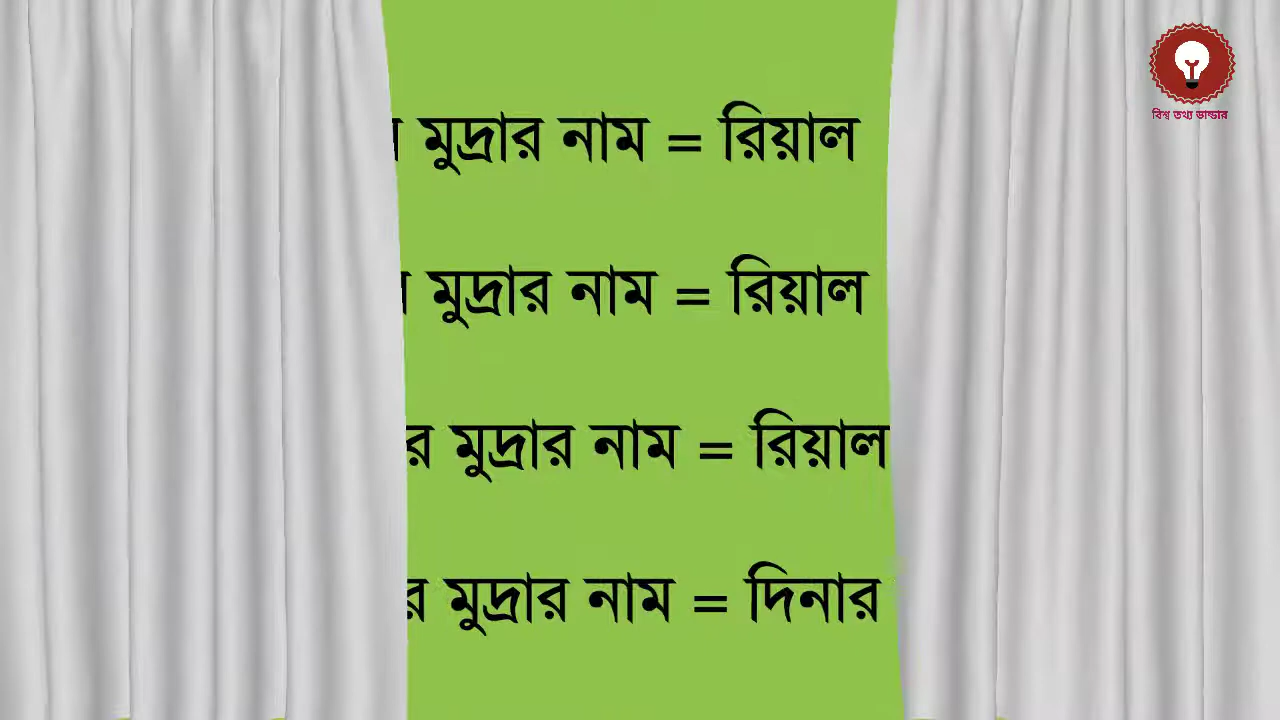 র মুদ্রার নাম = রিয়াল
র মুদ্রার নাম = রিয়াল
র মুদ্রার নাম = রিয়াল
র মুদ্রার নাম = দিনার
বিশ্ব তথ্য ভান্ডার